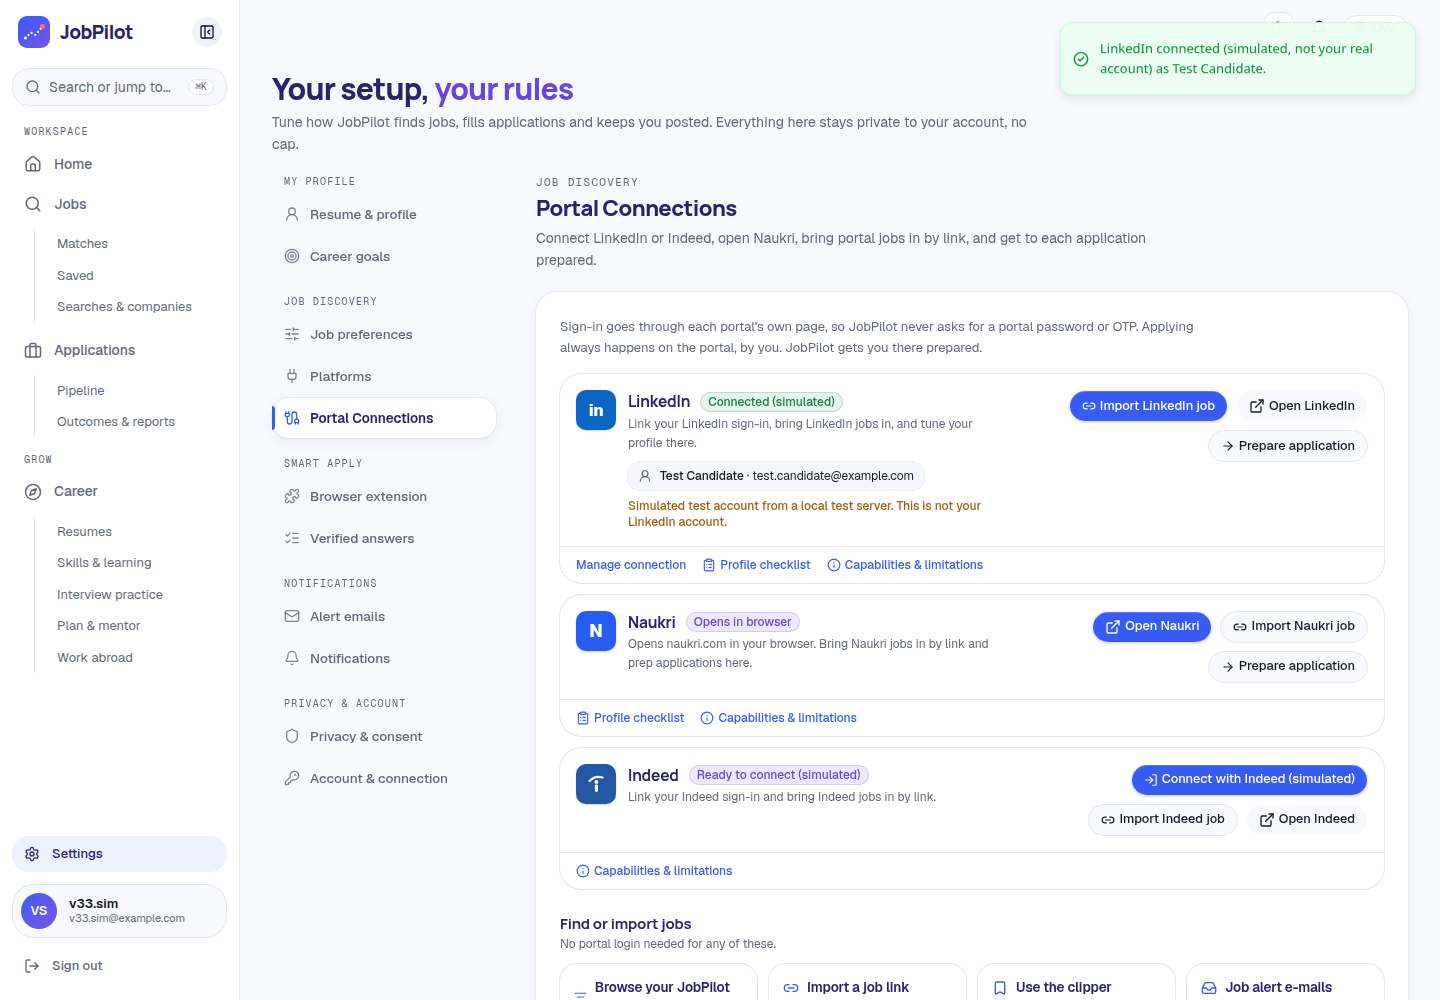 JobPilot
Search or jump to...
⌘K
WORKSPACE
Home
Jobs
Matches
Saved
Searches & companies
Applications
Pipeline
Outcomes & reports
GROW
Career
Resumes
Skills & learning
Interview practice
Plan & mentor
Work abroad
Settings
VS
v33.sim
v33.sim@example.com
Sign out
LinkedIn connected (simulated, not your real
account) as Test Candidate.
Your setup, your rules
Tune how JobPilot finds jobs, fills applications and keeps you posted. Everything here stays private to your account, no
cap.
MY PROFILE
Resume & profile
Career goals
JOB DISCOVERY
Job preferences
Platforms
Portal Connections
SMART APPLY
Browser extension
Verified answers
NOTIFICATIONS
Alert emails
Notifications
PRIVACY & ACCOUNT
Privacy & consent
Account & connection
JOB DISCOVERY
Portal Connections
Connect LinkedIn or Indeed, open Naukri, bring portal jobs in by link, and get to each application
prepared.
Sign-in goes through each portal's own page, so JobPilot never asks for a portal password or OTP. Applying
always happens on the portal, by you. JobPilot gets you there prepared.
in
LinkedIn
Connected (simulated)
Link your LinkedIn sign-in, bring LinkedIn jobs in, and tune your
profile there.
Test Candidate · test.candidate@example.com
Simulated test account from a local test server. This is not your
LinkedIn account.
Import LinkedIn job
Open LinkedIn
Prepare application
Manage connection
Profile checklist
Capabilities & limitations
N
Naukri
Opens in browser
Opens naukri.com in your browser. Bring Naukri jobs in by link and
prep applications here.
Open Naukri
Import Naukri job
Prepare application
Profile checklist
Capabilities & limitations
Indeed
Ready to connect (simulated)
Link your Indeed sign-in and bring Indeed jobs in by link.
Connect with Indeed (simulated)
Import Indeed job
Open Indeed
Capabilities & limitations
Find or import jobs
No portal login needed for any of these.
Browse your JobPilot
Import a job link
Use the clipper
Job alert e-mails